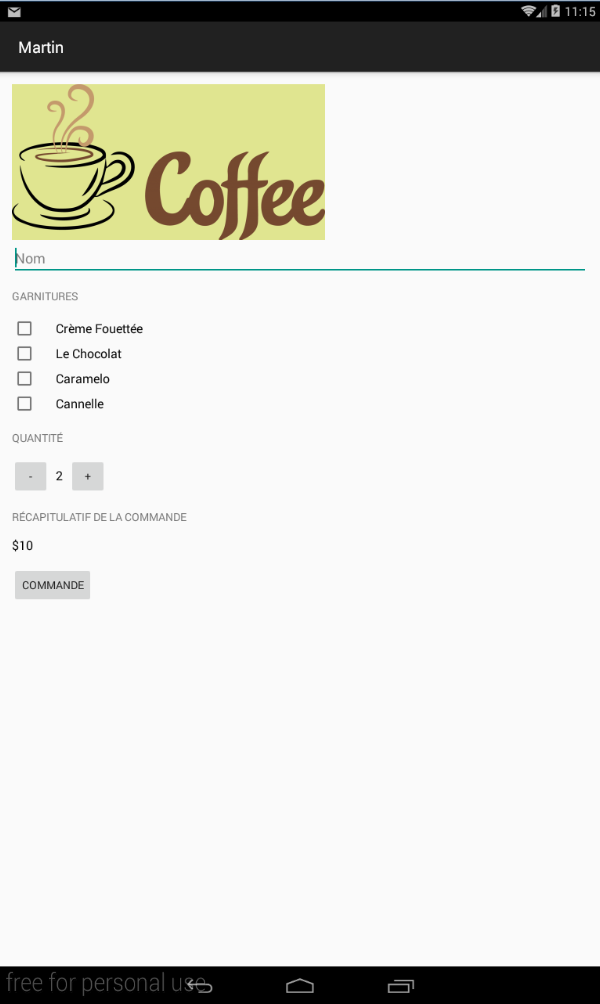 11:15
Martin
Coffee
Nom
GARNITURES
Crème Fouettée
Le Chocolat
Caramelo
Cannelle
QUANTITÉ
- 2 +
RÉCAPITULATIF DE LA COMMANDE
$10
COMMANDE
free for personal use